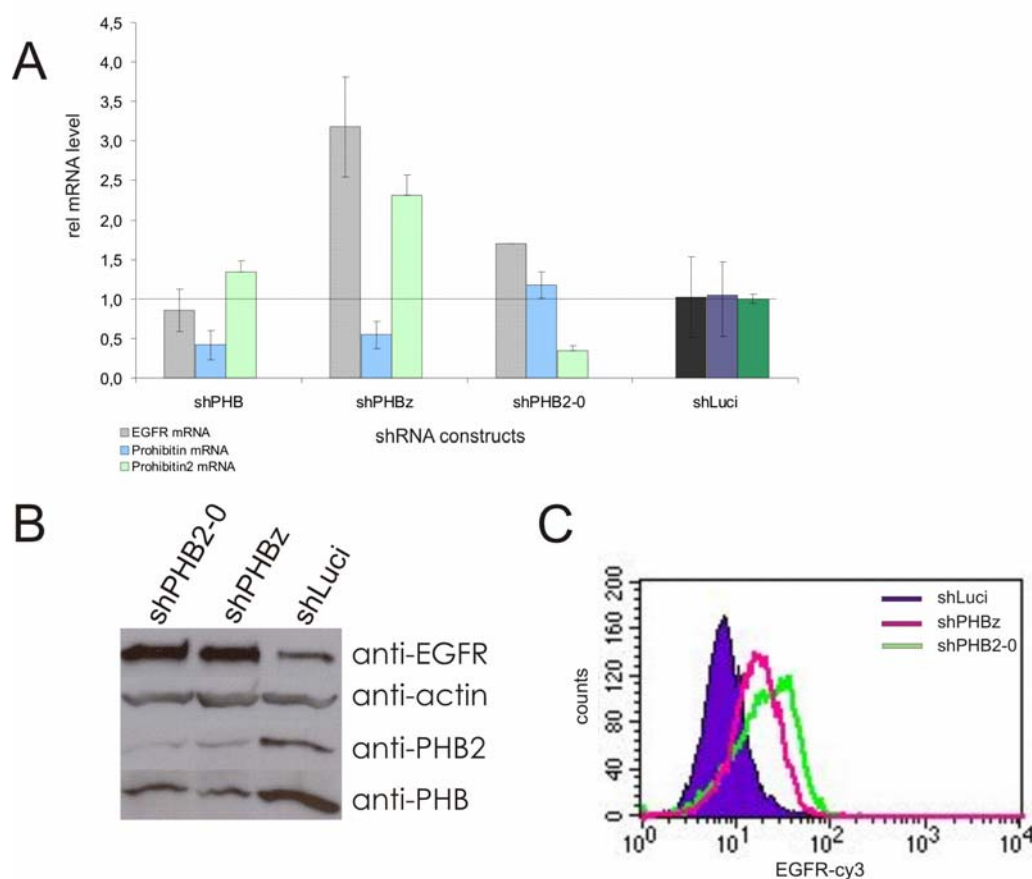 A
rel mRNA level
4,5
4,0
3,5
3,0
2,5
2,0
1,5
1,0
0,5
0,0
shPHB shPHBz shPHB2-0 shLuci
EGFR mRNA
Prohibitin mRNA
Prohibitin2 mRNA
shRNA constructs
B
shPHB2-0 shPHBz shLuci
anti-EGFR
anti-actin
anti-PHB2
anti-PHB
C
counts
200
160
120
80
40
0
shLuci
shPHBz
shPHB2-0
10^0 10^1 10^2 10^3 10^4
EGFR-cy3